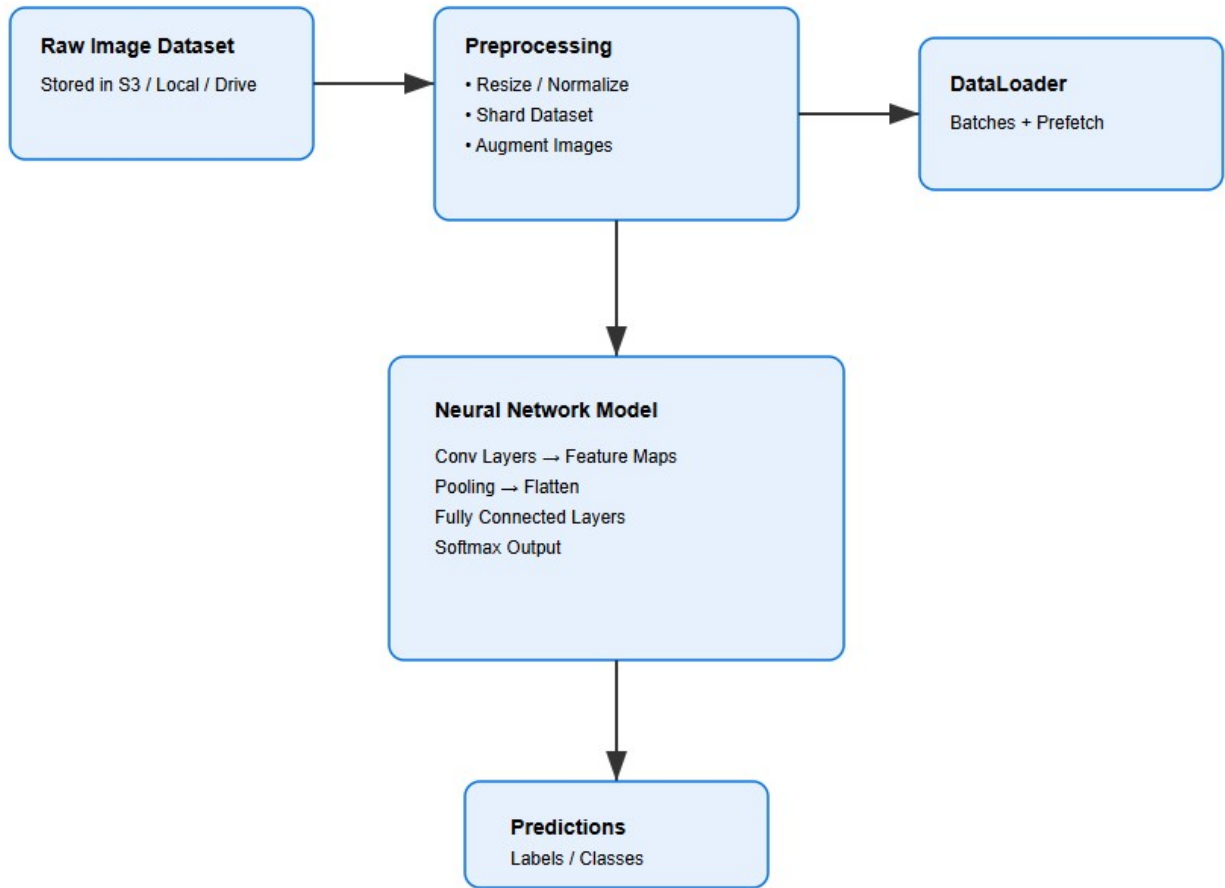 Raw Image Dataset
Stored in S3 / Local / Drive
Preprocessing
• Resize / Normalize
• Shard Dataset
• Augment Images
DataLoader
Batches + Prefetch
Neural Network Model
Conv Layers → Feature Maps
Pooling → Flatten
Fully Connected Layers
Softmax Output
Predictions
Labels / Classes